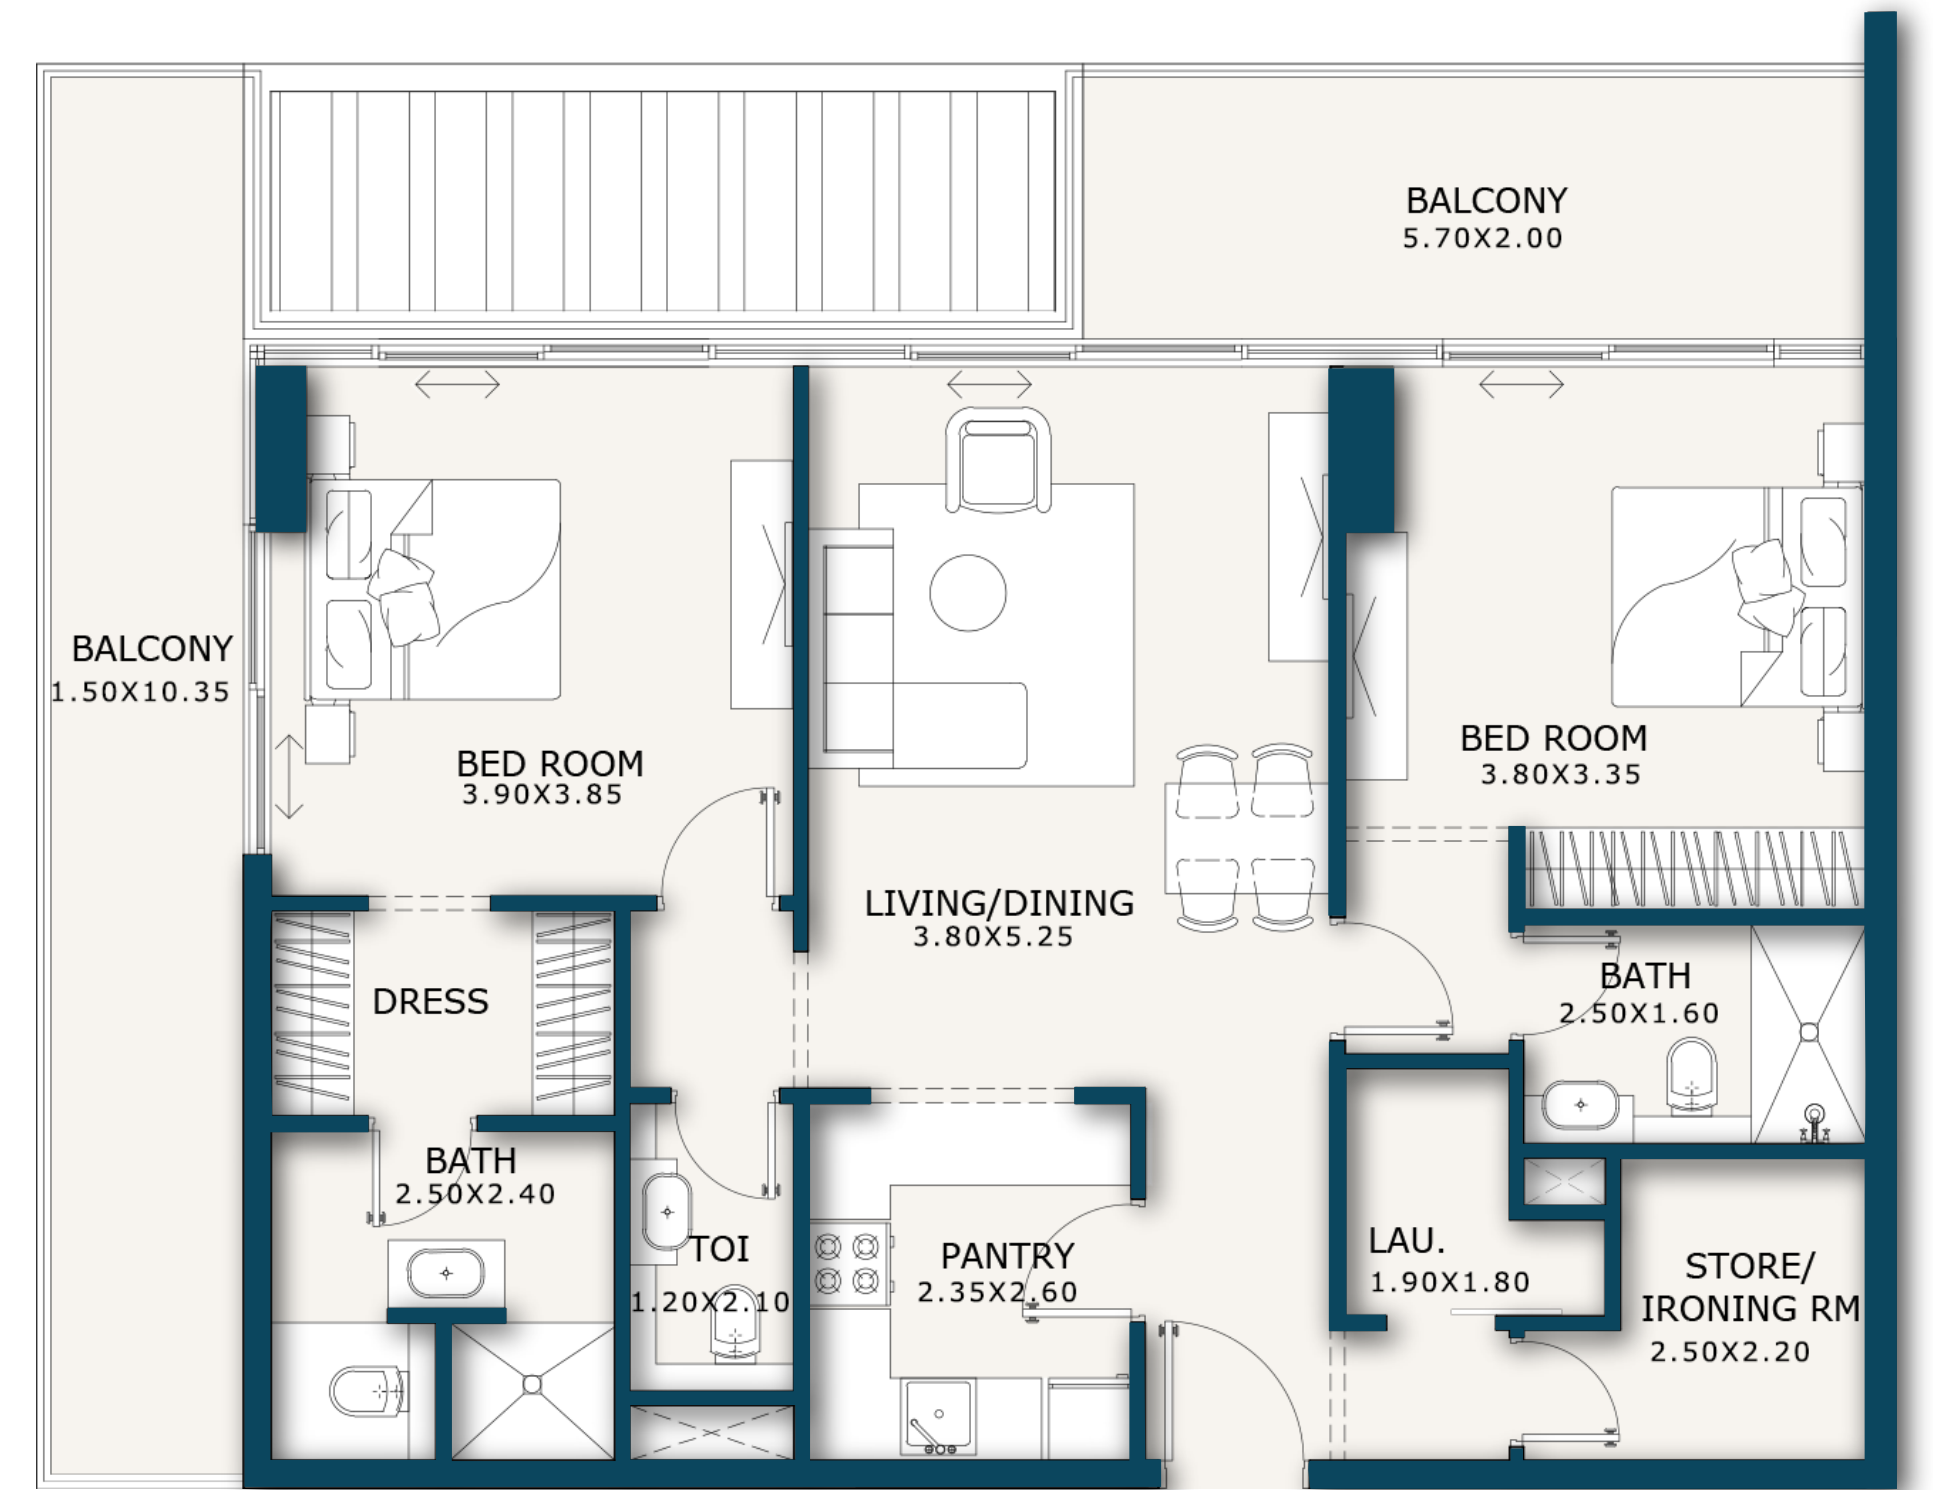 BALCONY
5.70X2.00
BALCONY
1.50X10.35
BED ROOM
3.90X3.85
BED ROOM
3.80X3.35
LIVING/DINING
3.80X5.25
DRESS
BATH
2.50X1.60
BATH
2.50X2.40
TOI
1.20X2.10
PANTRY
2.35X2.60
LAU.
1.90X1.80
STORE/
IRONING RM
2.50X2.20